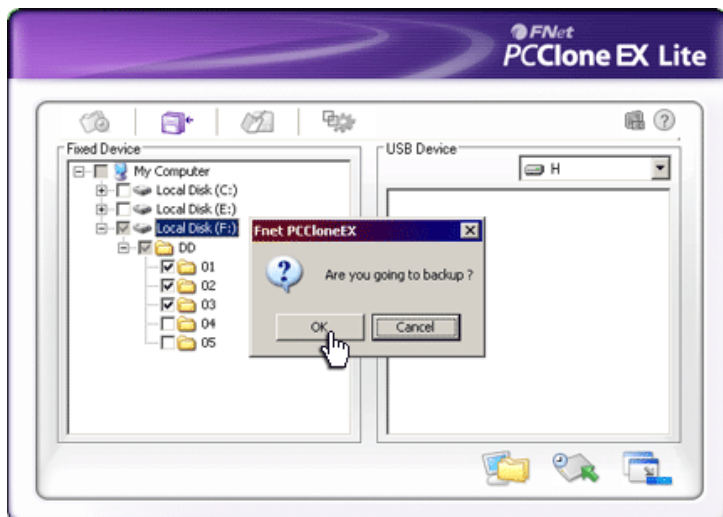 FNet
PCClone EX Lite
Fixed Device
My Computer
Local Disk (C:)
Local Disk (E:)
Local Disk (F:)
DD
01
02
03
04
05
USB Device
H
Fnet PCCloneEX
Are you going to backup ?
OK
Cancel